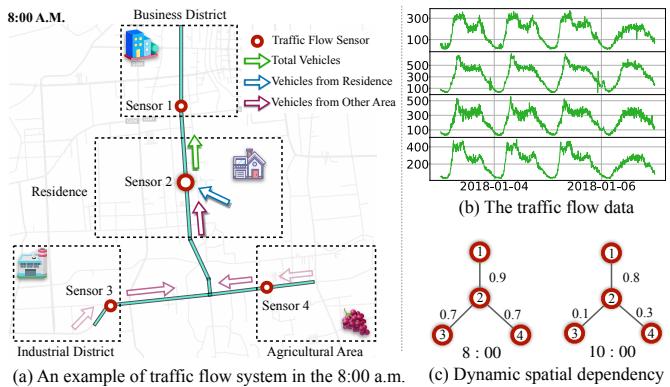 8:00 A.M.
Business District
Traffic Flow Sensor
Total Vehicles
Vehicles from Residence
Vehicles from Other Area
Sensor 1
Sensor 2
Residence
Sensor 3
Sensor 4
Industrial District
Agricultural Area
(a) An example of traffic flow system in the 8:00 a.m.
300
100
500
300
100
500
300
100
400
200
2018-01-04
2018-01-06
(b) The traffic flow data
1
0.9
2
0.7
0.7
3
4
8 : 00
1
0.8
2
0.1
0.3
3
4
10 : 00
(c) Dynamic spatial dependency